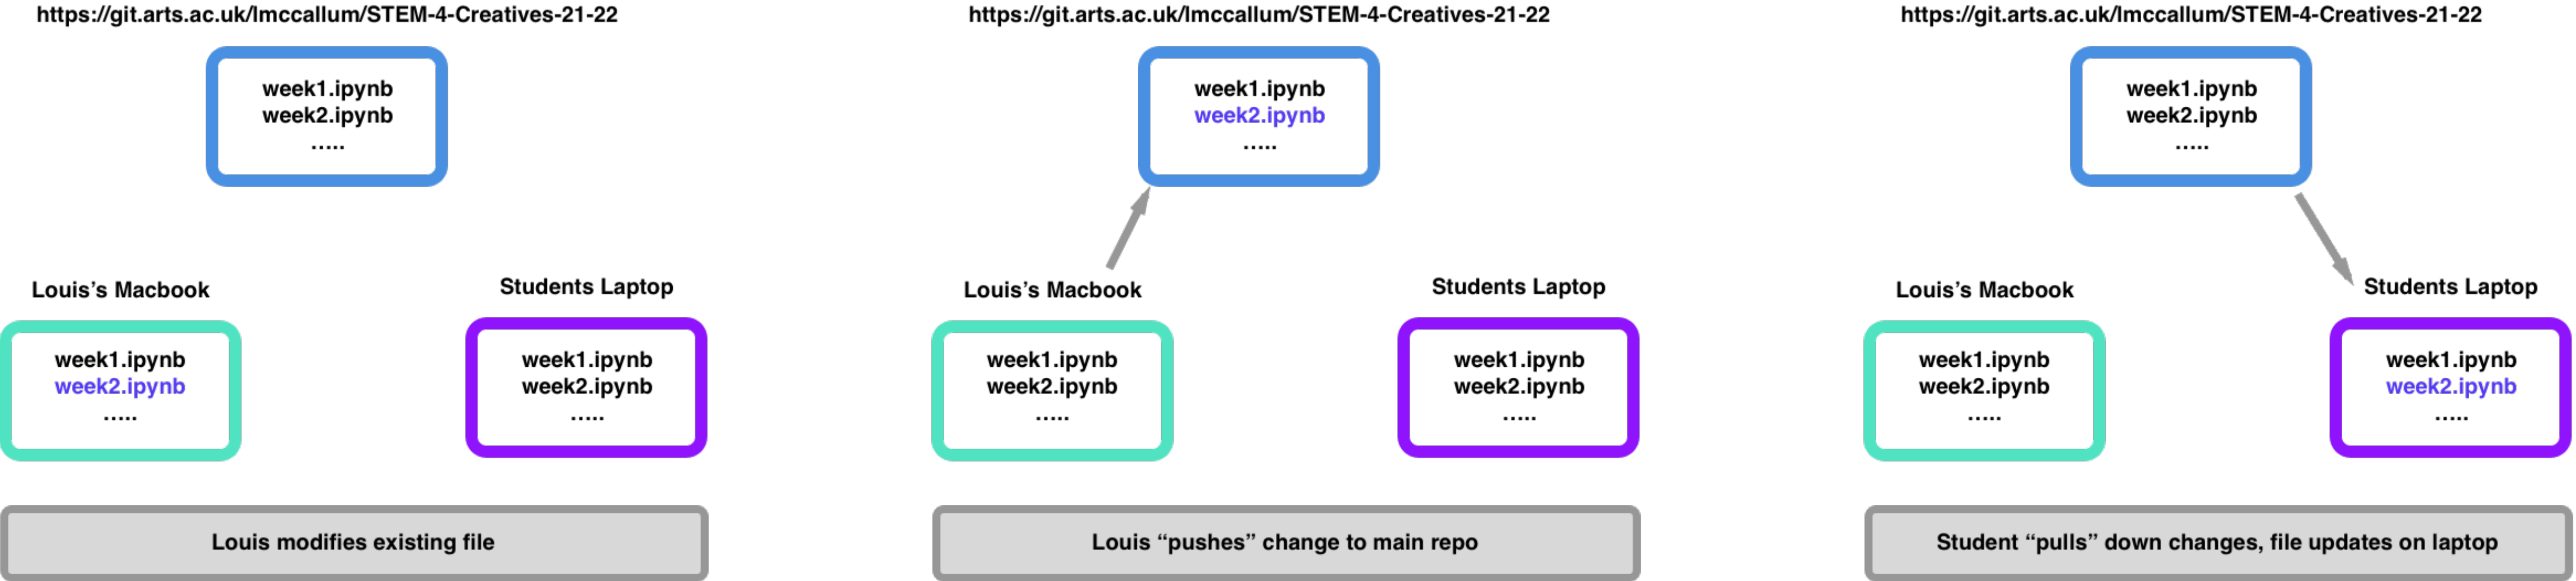 https://git.arts.ac.uk/lmccallum/STEM-4-Creatives-21-22
week1.ipynb
week2.ipynb
.....
Louis’s Macbook
week1.ipynb
week2.ipynb
.....
Students Laptop
week1.ipynb
week2.ipynb
.....
Louis modifies existing file
https://git.arts.ac.uk/lmccallum/STEM-4-Creatives-21-22
week1.ipynb
week2.ipynb
.....
Louis’s Macbook
week1.ipynb
week2.ipynb
.....
Students Laptop
week1.ipynb
week2.ipynb
.....
Louis “pushes” change to main repo
https://git.arts.ac.uk/lmccallum/STEM-4-Creatives-21-22
week1.ipynb
week2.ipynb
.....
Louis’s Macbook
week1.ipynb
week2.ipynb
.....
Students Laptop
week1.ipynb
week2.ipynb
.....
Student “pulls” down changes, file updates on laptop